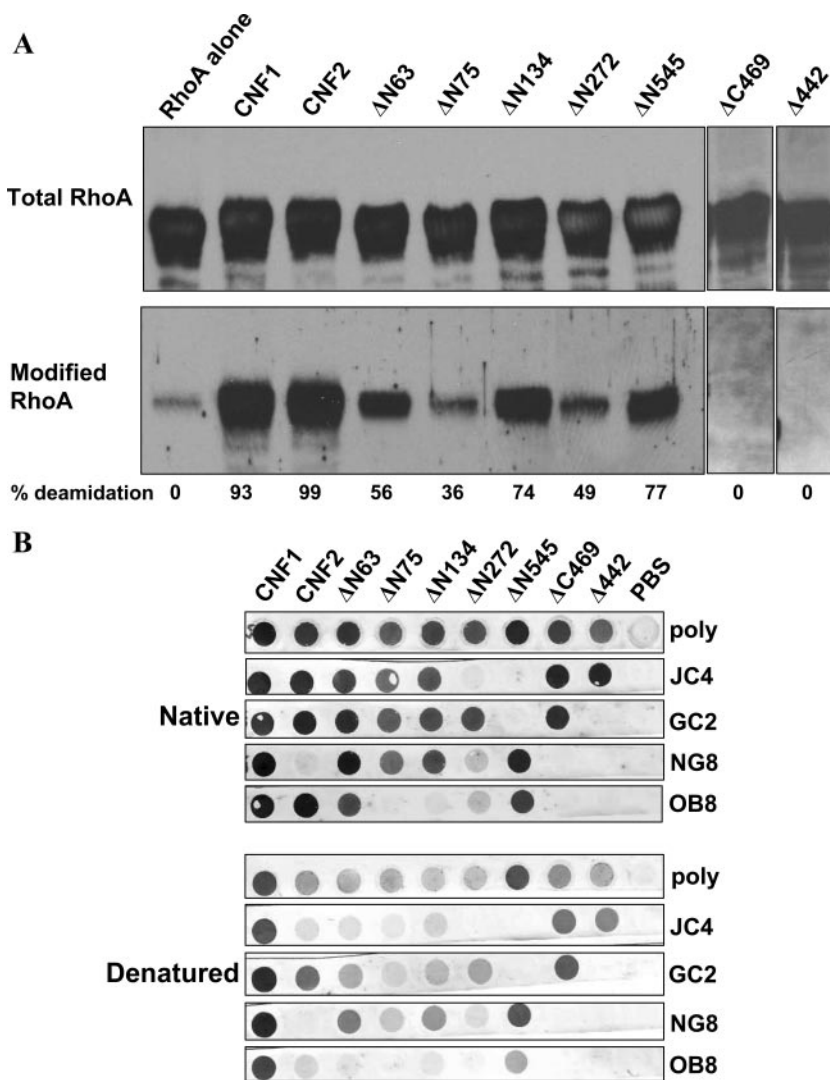 A
RhoA alone
CNF1
CNF2
ΔN63
ΔN75
ΔN134
ΔN272
ΔN545
ΔC469
Δ442
Total RhoA
Modified
RhoA
% deamidation 0 93 99 56 36 74 49 77 0 0
B
CNF1
CNF2
ΔN63
ΔN75
ΔN134
ΔN272
ΔN545
ΔC469
Δ442
PBS
poly
JC4
Native
GC2
NG8
OB8
poly
JC4
Denatured
GC2
NG8
OB8